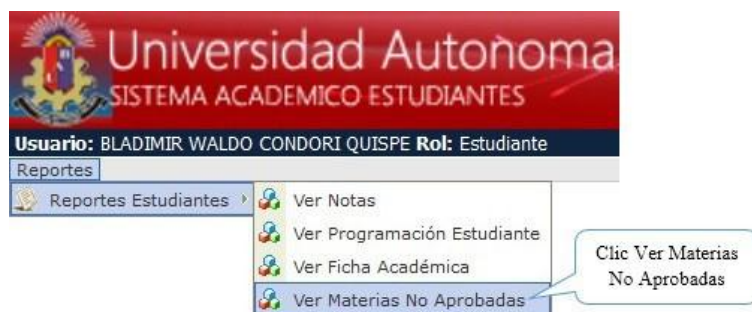 Universidad Autonoma
SISTEMA ACADEMICO ESTUDIANTES
Usuario: BLADIMIR WALDO CONDORI QUISPE Rol: Estudiante
Reportes
Reportes Estudiantes
Ver Notas
Ver Programación Estudiante
Ver Ficha Académica
Ver Materias No Aprobadas
Clic Ver Materias
No Aprobadas